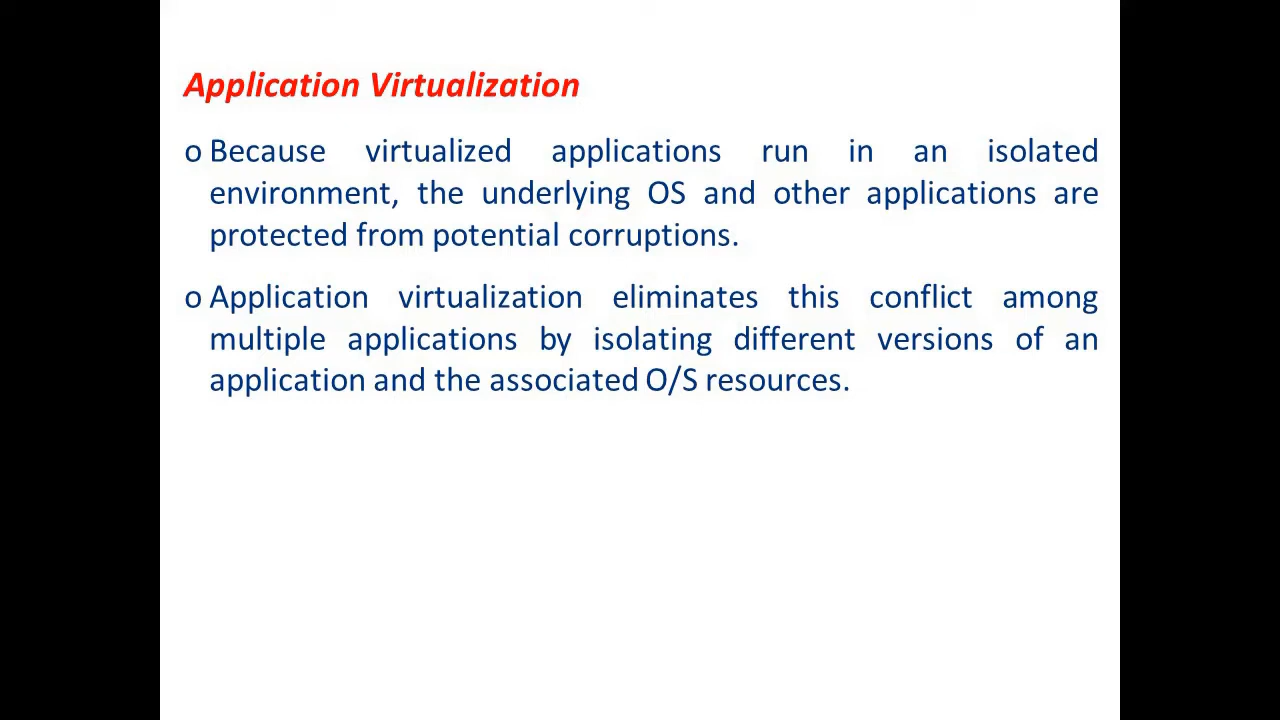 Application Virtualization
o Because virtualized applications run in an isolated
environment, the underlying OS and other applications are
protected from potential corruptions.
o Application virtualization eliminates this conflict among
multiple applications by isolating different versions of an
application and the associated O/S resources.